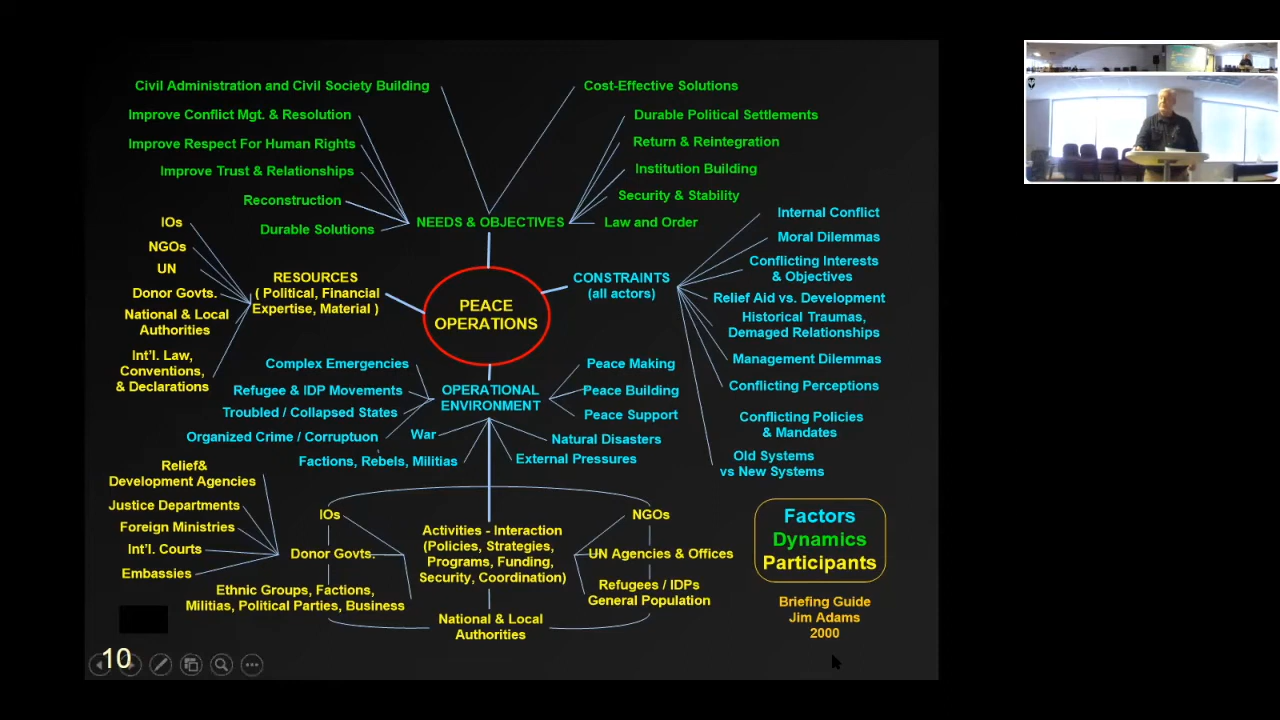 Civil Administration and Civil Society Building
Improve Conflict Mgt. & Resolution
Improve Respect For Human Rights
Improve Trust & Relationships
Reconstruction
Durable Solutions
NEEDS & OBJECTIVES
Cost-Effective Solutions
Durable Political Settlements
Return & Reintegration
Institution Building
Security & Stability
Law and Order
IOs
NGOs
UN
Donor Govts.
National & Local
Authorities
Int'l. Law,
Conventions,
& Declarations
RESOURCES
( Political, Financial
Expertise, Material )
PEACE
OPERATIONS
CONSTRAINTS
(all actors)
Internal Conflict
Moral Dilemmas
Conflicting Interests
& Objectives
Relief Aid vs. Development
Historical Traumas,
Damaged Relationships
Management Dilemmas
Conflicting Perceptions
Conflicting Policies
& Mandates
Old Systems
vs New Systems
Complex Emergencies
Refugee & IDP Movements
Troubled / Collapsed States
Organized Crime / Corruptuon
War
Factions, Rebels, Militias
OPERATIONAL
ENVIRONMENT
Peace Making
Peace Building
Peace Support
Natural Disasters
External Pressures
Relief&
Development Agencies
Justice Departments
Foreign Ministries
Int'l. Courts
Embassies
IOs
Donor Govts.
Ethnic Groups, Factions,
Militias, Political Parties, Business
Activities - Interaction
(Policies, Strategies,
Programs, Funding,
Security, Coordination)
National & Local
Authorities
NGOs
UN Agencies & Offices
Refugees / IDPs
General Population
Factors
Dynamics
Participants
Briefing Guide
Jim Adams
2000
10